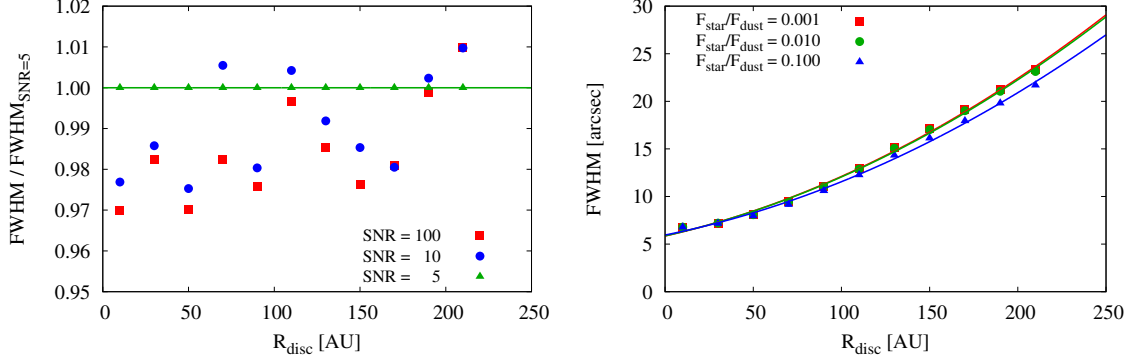 FWHM / FWHM_SNR=5
1.02
1.01
1.00
0.99
0.98
0.97
0.96
0.95
SNR = 100
SNR = 10
SNR = 5
0 50 100 150 200 250
R_disc [AU]
FWHM [arcsec]
30
25
20
15
10
5
0
F_star/F_dust = 0.001
F_star/F_dust = 0.010
F_star/F_dust = 0.100
0 50 100 150 200 250
R_disc [AU]